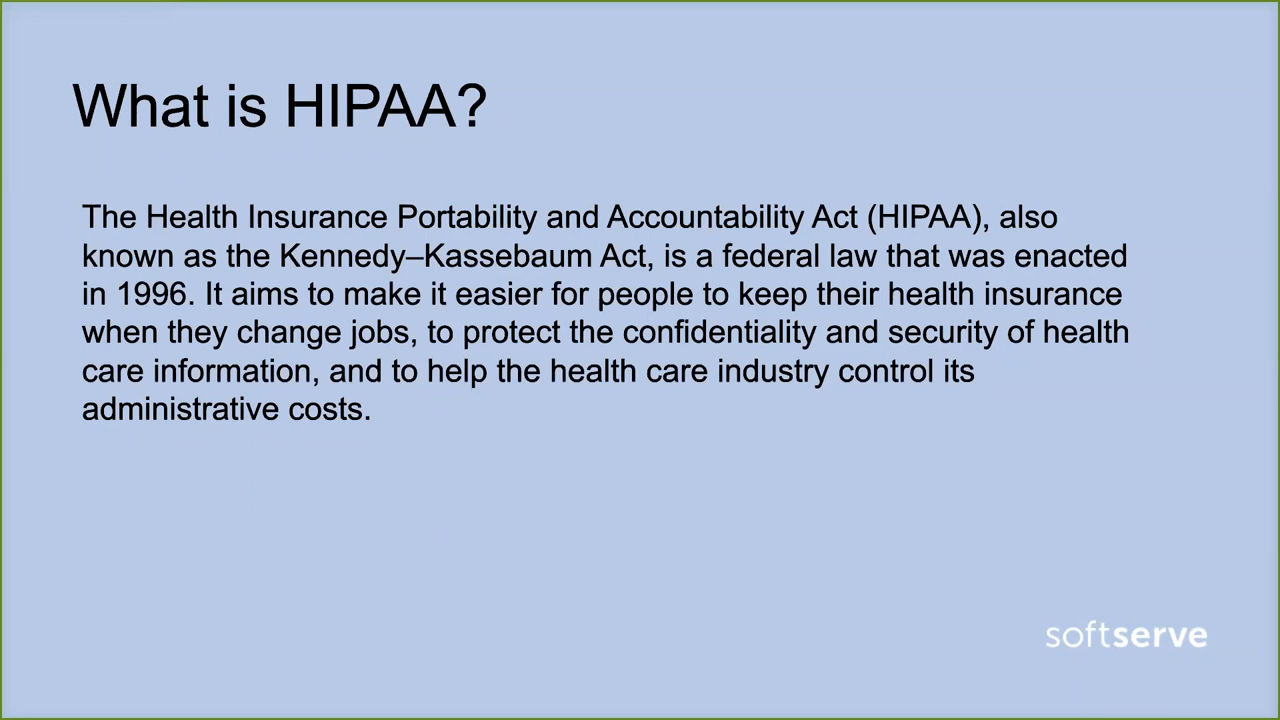 What is HIPAA?
The Health Insurance Portability and Accountability Act (HIPAA), also
known as the Kennedy–Kassebaum Act, is a federal law that was enacted
in 1996. It aims to make it easier for people to keep their health insurance
when they change jobs, to protect the confidentiality and security of health
care information, and to help the health care industry control its
administrative costs.
softserve